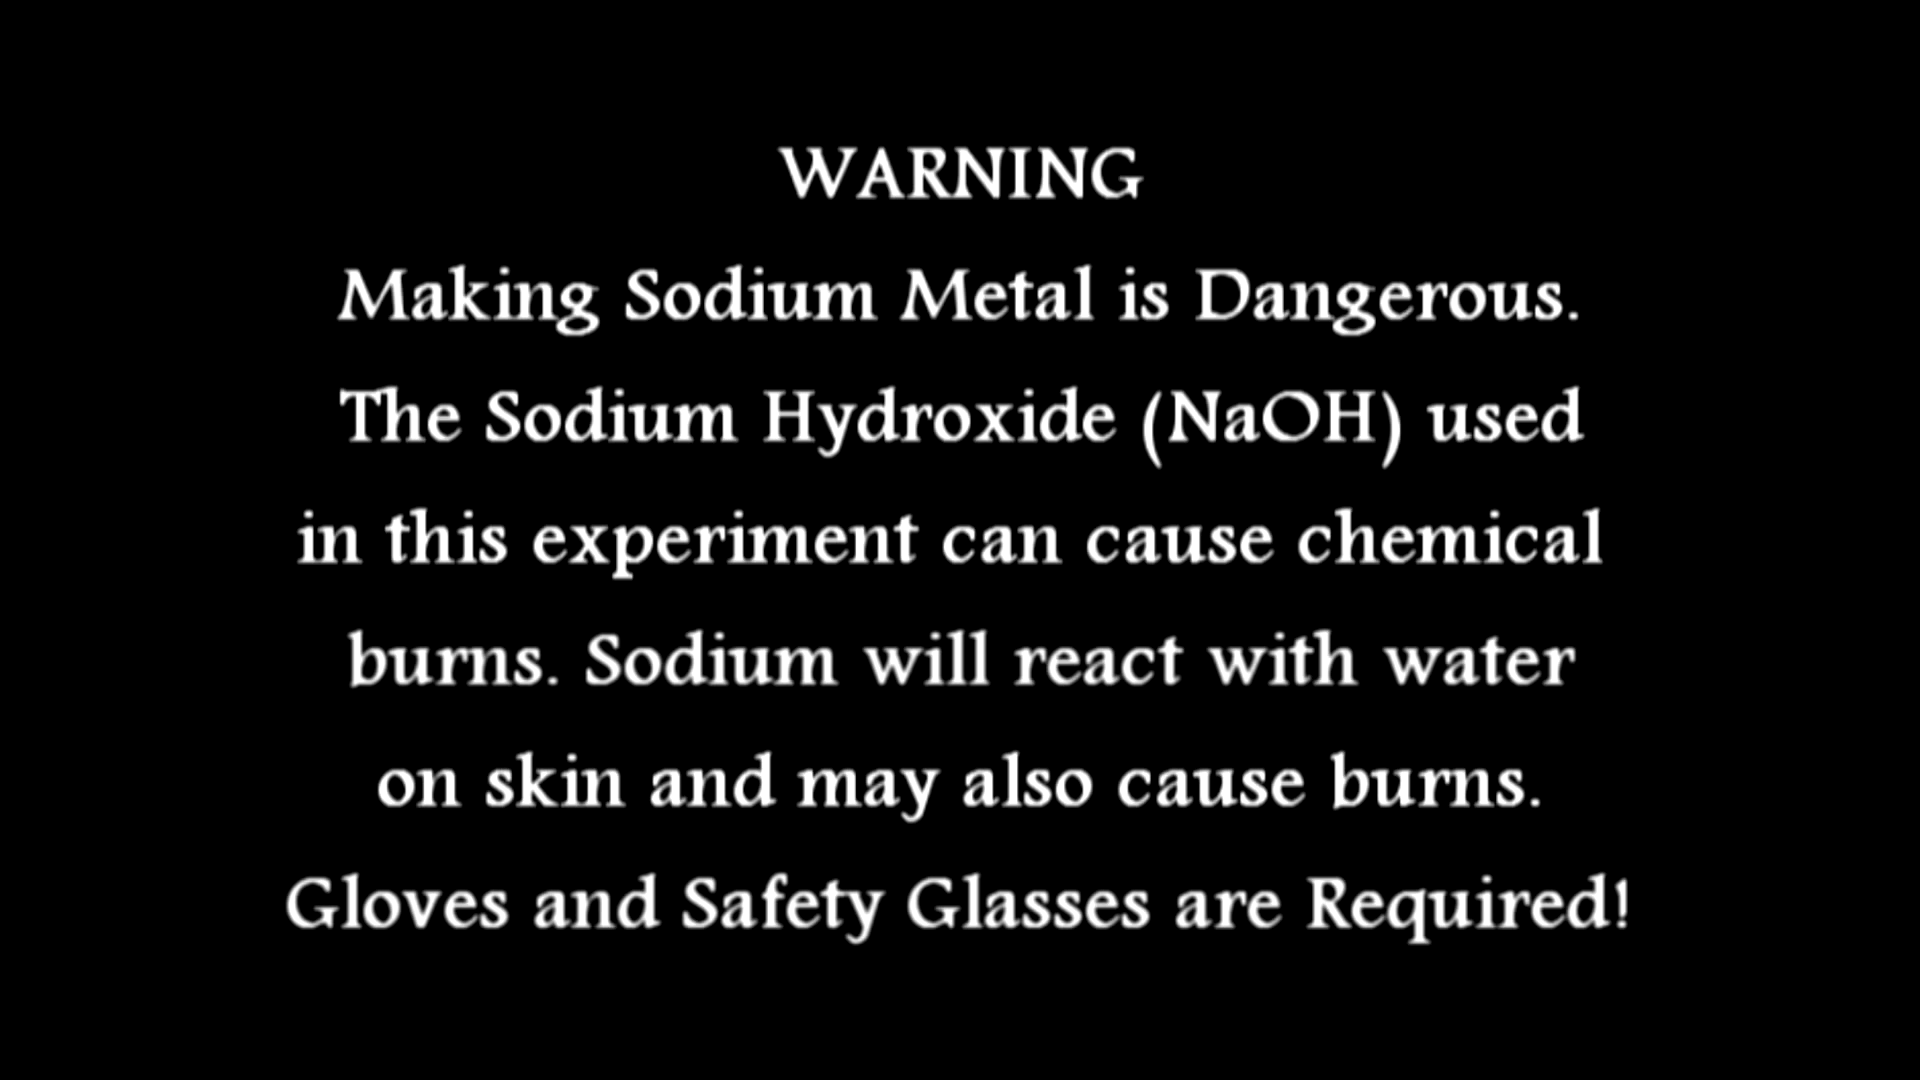 WARNING
Making Sodium Metal is Dangerous.
The Sodium Hydroxide (NaOH) used
in this experiment can cause chemical
burns. Sodium will react with water
on skin and may also cause burns.
Gloves and Safety Glasses are Required!